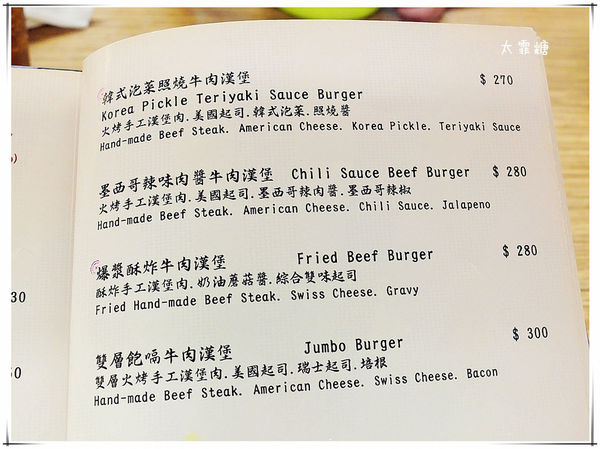 太霏糖
韓式泡菜照燒牛肉漢堡 $ 270
Korea Pickle Teriyaki Sauce Burger
火烤手工漢堡肉.美國起司.韓式泡菜.照燒醬
Hand-made Beef Steak. American Cheese. Korea Pickle. Teriyaki Sauce
墨西哥辣味肉醬牛肉漢堡 Chili Sauce Beef Burger $ 280
火烤手工漢堡肉.美國起司.墨西哥辣肉醬.墨西哥辣椒
Hand-made Beef Steak. American Cheese. Chili Sauce. Jalapeno
爆漿酥炸牛肉漢堡 Fried Beef Burger $ 280
酥炸手工漢堡肉.奶油蘑菇醬.綜合雙味起司
Fried Hand-made Beef Steak. Swiss Cheese. Gravy
30
雙層飽嗝牛肉漢堡 Jumbo Burger $ 300
雙層火烤手工漢堡肉.美國起司.瑞士起司.培根
Hand-made Beef Steak. American Cheese. Swiss Cheese. Bacon